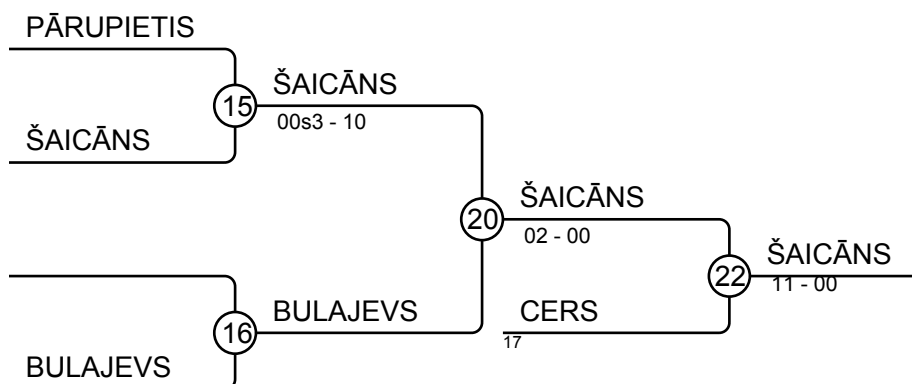 PĀRUPIETIS
15
ŠAICĀNS
00s3 - 10
ŠAICĀNS
20
ŠAICĀNS
02 - 00
22
ŠAICĀNS
11 - 00
16
BULAJEVS
CERS
17
BULAJEVS